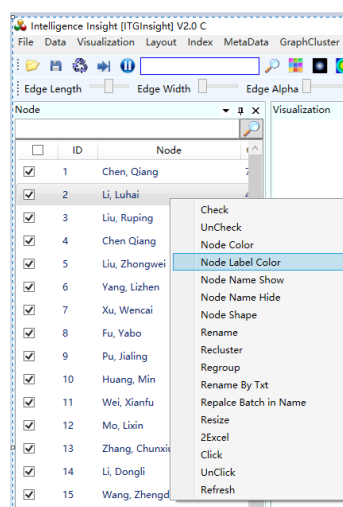 Intelligence Insight [ITGInsight] V2.0 C
File Data Visualization Layout Index MetaData GraphCluster
Edge Length Edge Width Edge Alpha
Node Visualization
ID Node
1 Chen, Qiang
2 Li, Luhai
3 Liu, Ruping
4 Chen Qiang
5 Liu, Zhongwei
6 Yang, Lizhen
7 Xu, Wencai
8 Fu, Yabo
9 Pu, Jialing
10 Huang, Min
11 Wei, Xianfu
12 Mo, Lixin
13 Zhang, Chunxiu
14 Li, Dongli
15 Wang, Zhengd
Check
UnCheck
Node Color
Node Label Color
Node Name Show
Node Name Hide
Node Shape
Rename
Recluster
Regroup
Rename By Txt
Repalce Batch in Name
Resize
2Excel
Click
UnClick
Refresh